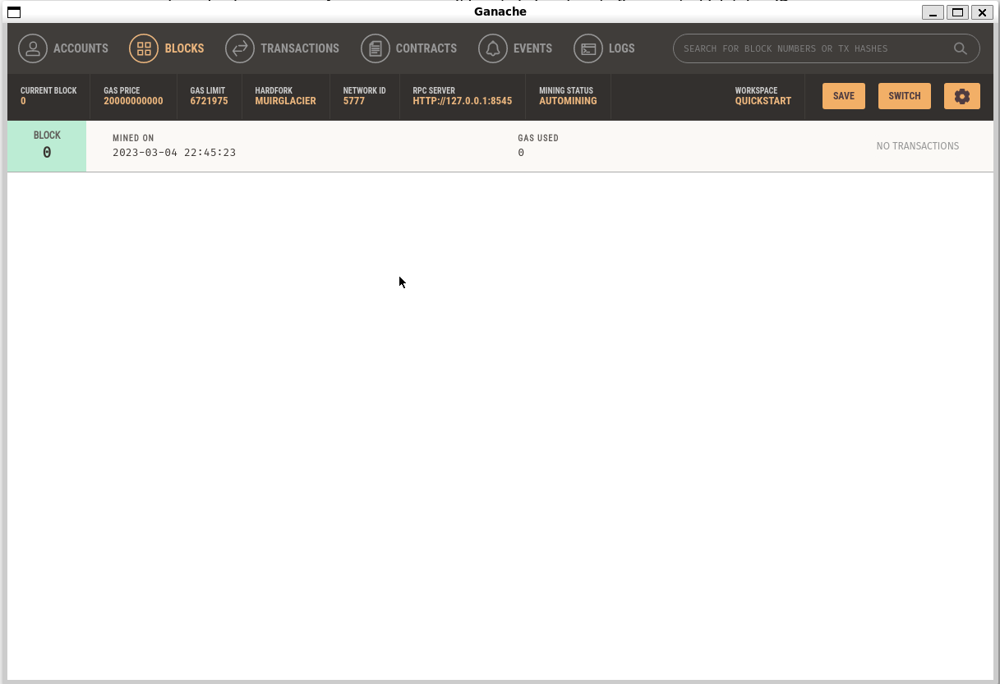 Ganache
ACCOUNTS BLOCKS TRANSACTIONS CONTRACTS EVENTS LOGS SEARCH FOR BLOCK NUMBERS OR TX HASHES
CURRENT BLOCK GAS PRICE GAS LIMIT HARDFORK NETWORK ID RPC SERVER MINING STATUS WORKSPACE
0 20000000000 6721975 MUIRGLACIER 5777 HTTP://127.0.0.1:8545 AUTOMINING QUICKSTART SAVE SWITCH
BLOCK MINED ON GAS USED
0 2023-03-04 22:45:23 0 NO TRANSACTIONS